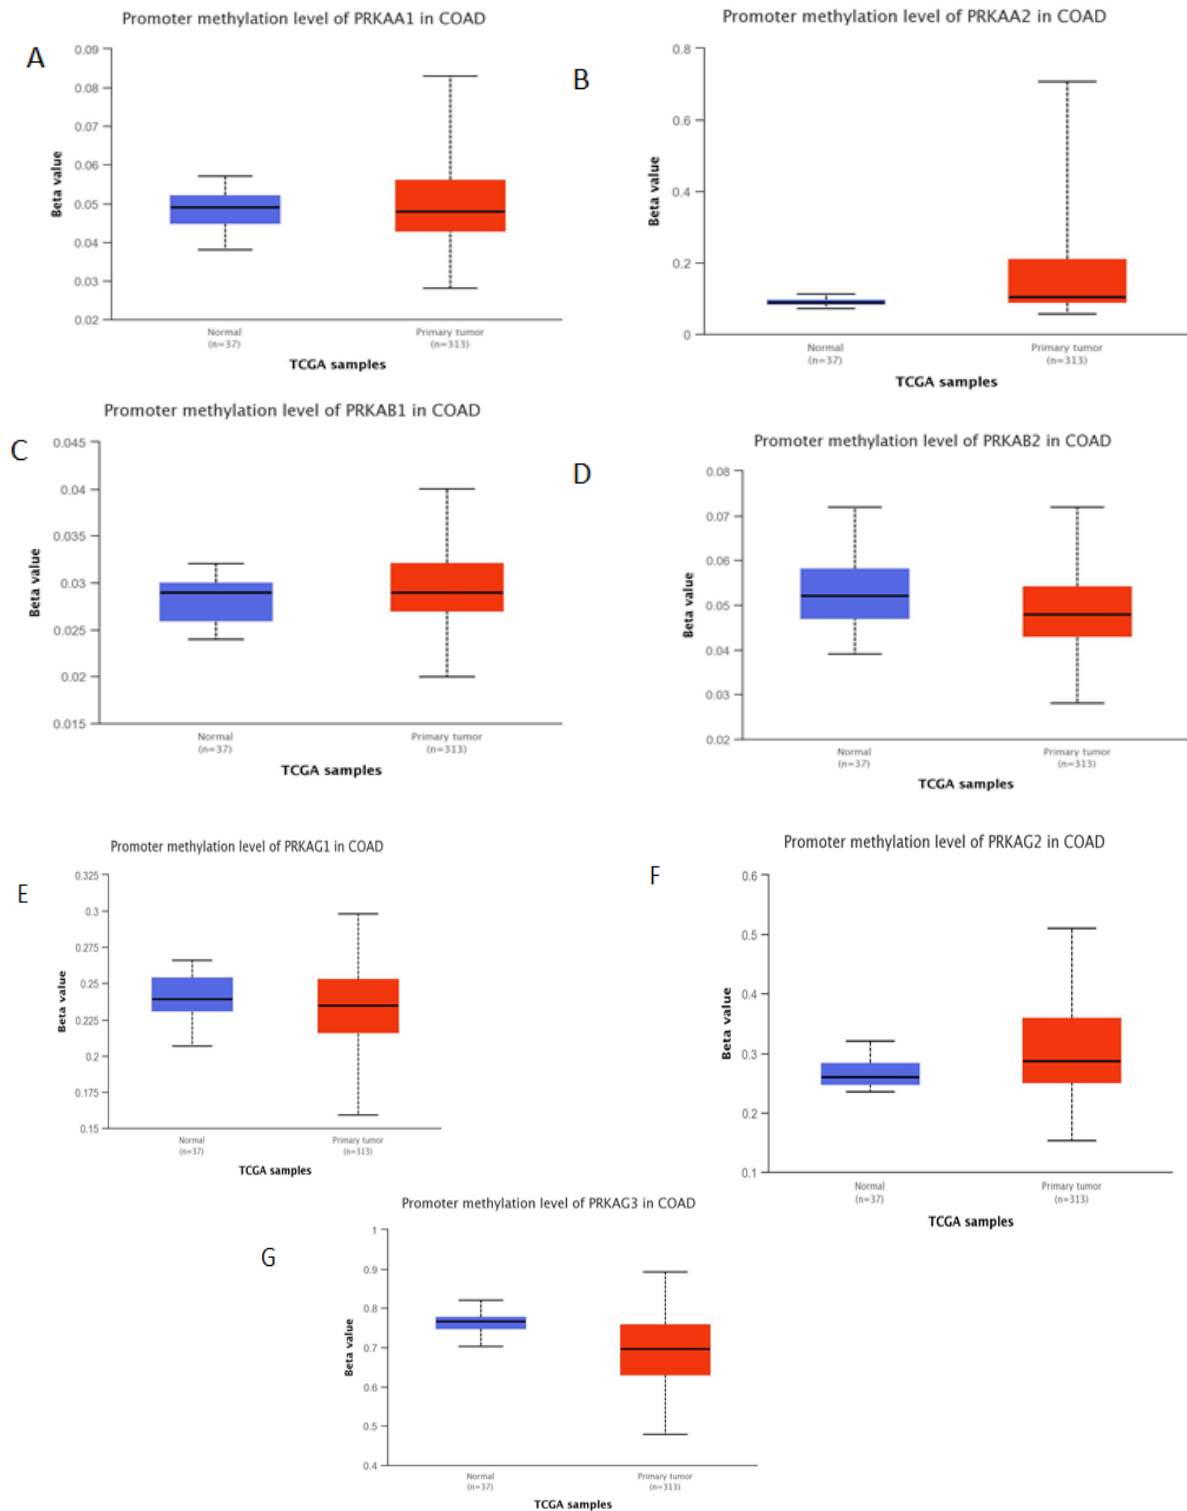 Promoter methylation level of PRKAA1 in COAD
A
0.09
0.08
0.07
0.06
0.05
0.04
0.03
0.02
Beta value
Normal
(n=37)
Primary tumor
(n=313)
TCGA samples
Promoter methylation level of PRKAA2 in COAD
B
0.8
0.6
0.4
0.2
0
Beta value
Normal
(n=37)
Primary tumor
(n=313)
TCGA samples
Promoter methylation level of PRKAB1 in COAD
C
0.045
0.04
0.035
0.03
0.025
0.02
0.015
Beta value
Normal
(n=37)
Primary tumor
(n=313)
TCGA samples
Promoter methylation level of PRKAB2 in COAD
D
0.08
0.07
0.06
0.05
0.04
0.03
0.02
Beta value
Normal
(n=37)
Primary tumor
(n=313)
TCGA samples
Promoter methylation level of PRKAG1 in COAD
E
0.325
0.3
0.275
0.25
0.225
0.2
0.175
0.15
Beta value
Normal
(n=37)
Primary tumor
(n=313)
TCGA samples
Promoter methylation level of PRKAG2 in COAD
F
0.6
0.5
0.4
0.3
0.2
0.1
Beta value
Normal
(n=37)
Primary tumor
(n=313)
TCGA samples
Promoter methylation level of PRKAG3 in COAD
G
1
0.9
0.8
0.7
0.6
0.5
0.4
Beta value
Normal
(n=37)
Primary tumor
(n=313)
TCGA samples